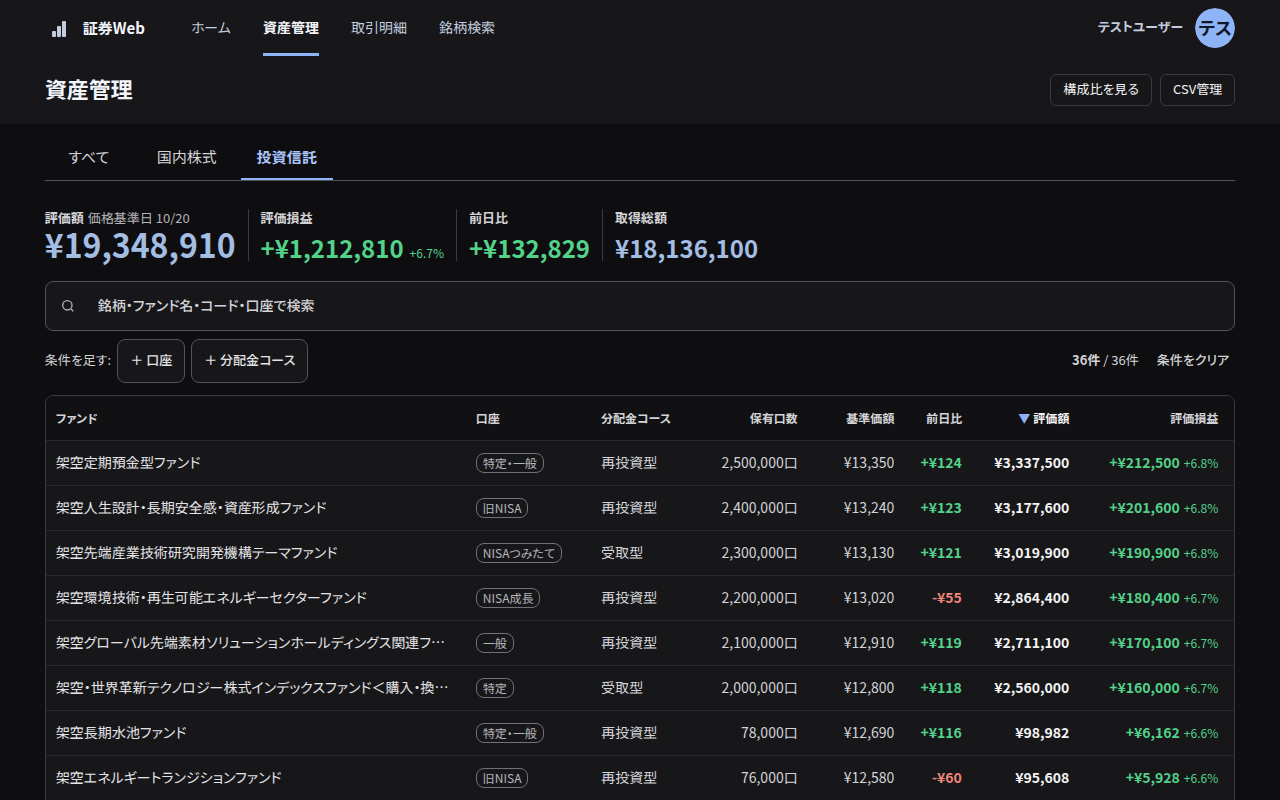 証券Web ホーム 資産管理 取引明細 銘柄検索 テストユーザー テス
資産管理 構成比を見る CSV管理
すべて 国内株式 投資信託
評価額 価格基準日 10/20 評価損益 前日比 取得総額
¥19,348,910 +¥1,212,810 +6.7% +¥132,829 ¥18,136,100
銘柄・ファンド名・コード・口座で検索
条件を足す: ＋口座 ＋分配金コース 36件 / 36件 条件をクリア
ファンド 口座 分配金コース 保有口数 基準価額 前日比 ▼評価額 評価損益
架空定期預金型ファンド 特定・一般 再投資型 2,500,000口 ¥13,350 +¥124 ¥3,337,500 +¥212,500 +6.8%
架空人生設計・長期安全感・資産形成ファンド 旧NISA 再投資型 2,400,000口 ¥13,240 +¥123 ¥3,177,600 +¥201,600 +6.8%
架空先端産業技術研究開発機構テーマファンド NISAつみたて 受取型 2,300,000口 ¥13,130 +¥121 ¥3,019,900 +¥190,900 +6.8%
架空環境技術・再生可能エネルギーセクターファンド NISA成長 再投資型 2,200,000口 ¥13,020 -¥55 ¥2,864,400 +¥180,400 +6.7%
架空グローバル先端素材ソリューションホールディングス関連フ… 一般 再投資型 2,100,000口 ¥12,910 +¥119 ¥2,711,100 +¥170,100 +6.7%
架空・世界革新テクノロジー株式インデックスファンド＜購入・換… 特定 受取型 2,000,000口 ¥12,800 +¥118 ¥2,560,000 +¥160,000 +6.7%
架空長期水池ファンド 特定・一般 再投資型 78,000口 ¥12,690 +¥116 ¥98,982 +¥6,162 +6.6%
架空エネルギートランジションファンド 旧NISA 再投資型 76,000口 ¥12,580 -¥60 ¥95,608 +¥5,928 +6.6%